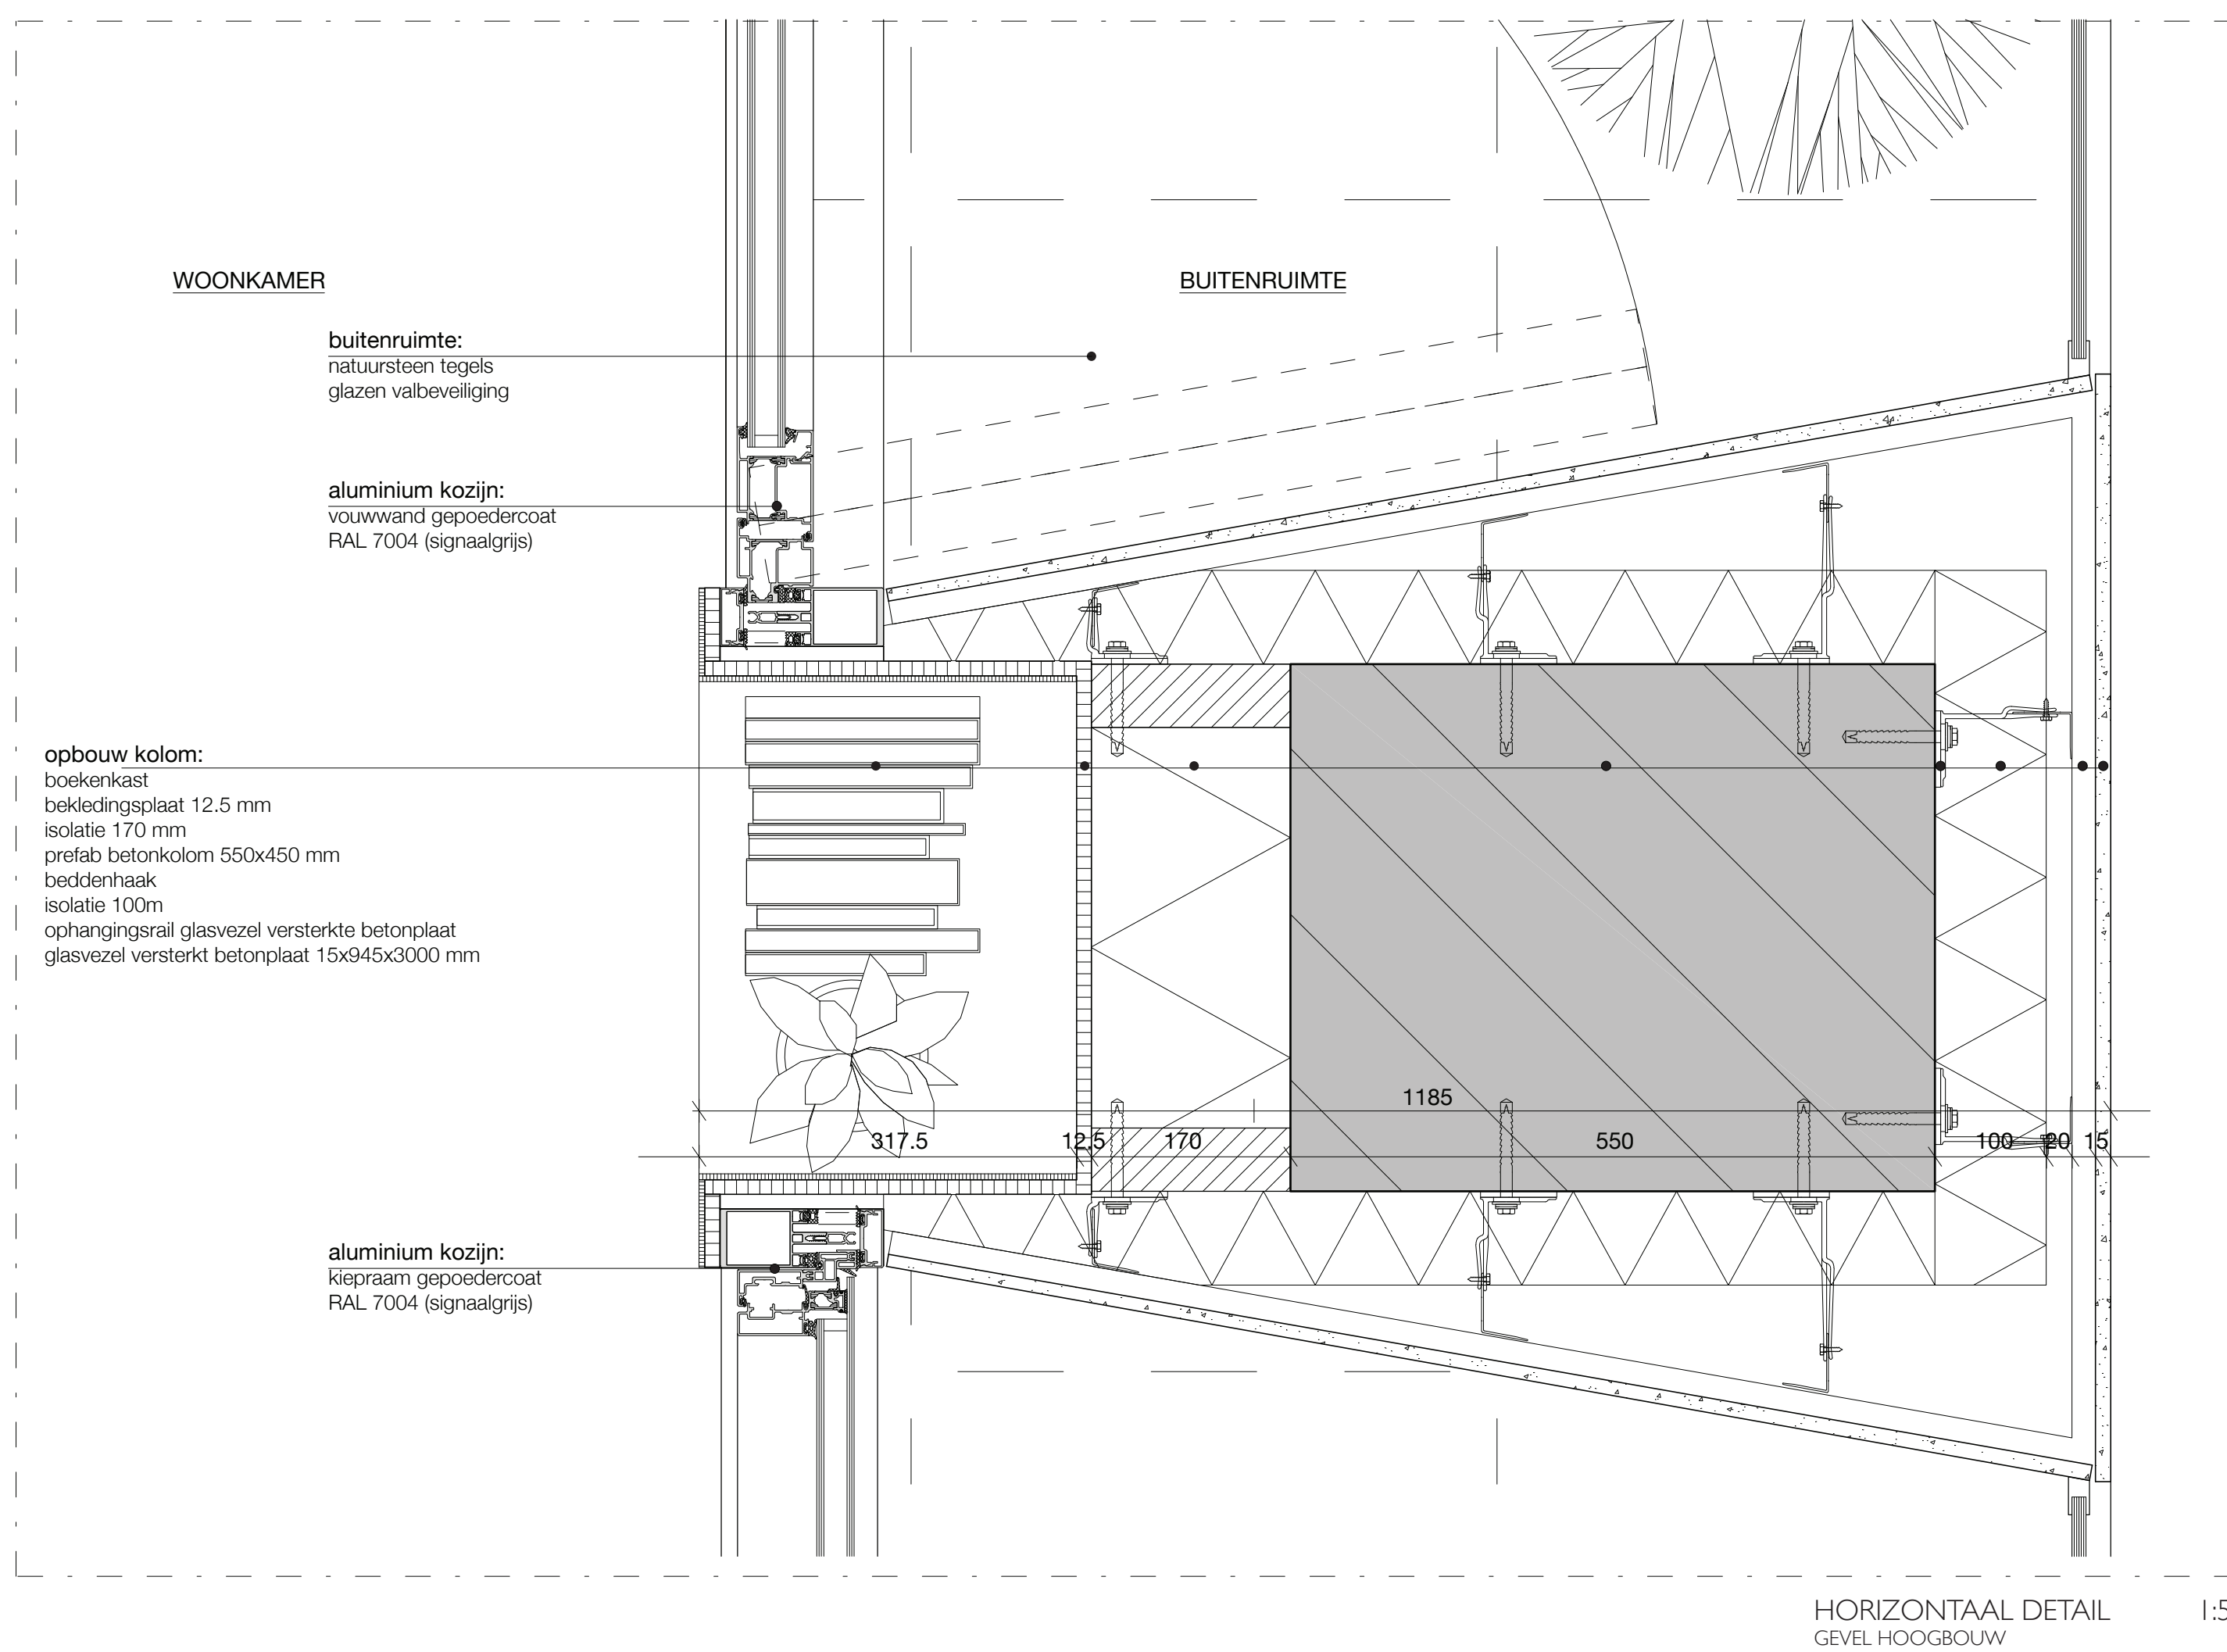 WOONKAMER
BUITENRUIMTE
buitenruimte:
natuursteen tegels
glazen valbeveiliging
aluminium kozijn:
vouwwand gepoedercoat
RAL 7004 (signaalgrijs)
opbouw kolom:
boekenkast
bekledingsplaat 12.5 mm
isolatie 170 mm
prefab betonkolom 550x450 mm
beddenhaak
isolatie 100m
ophangingsrail glasvezel versterkte betonplaat
glasvezel versterkt betonplaat 15x945x3000 mm
1185
317.5 12.5 170 550 100 20 15
aluminium kozijn:
kiepraam gepoedercoat
RAL 7004 (signaalgrijs)
HORIZONTAAL DETAIL 1:5
GEVEL HOOGBOUW